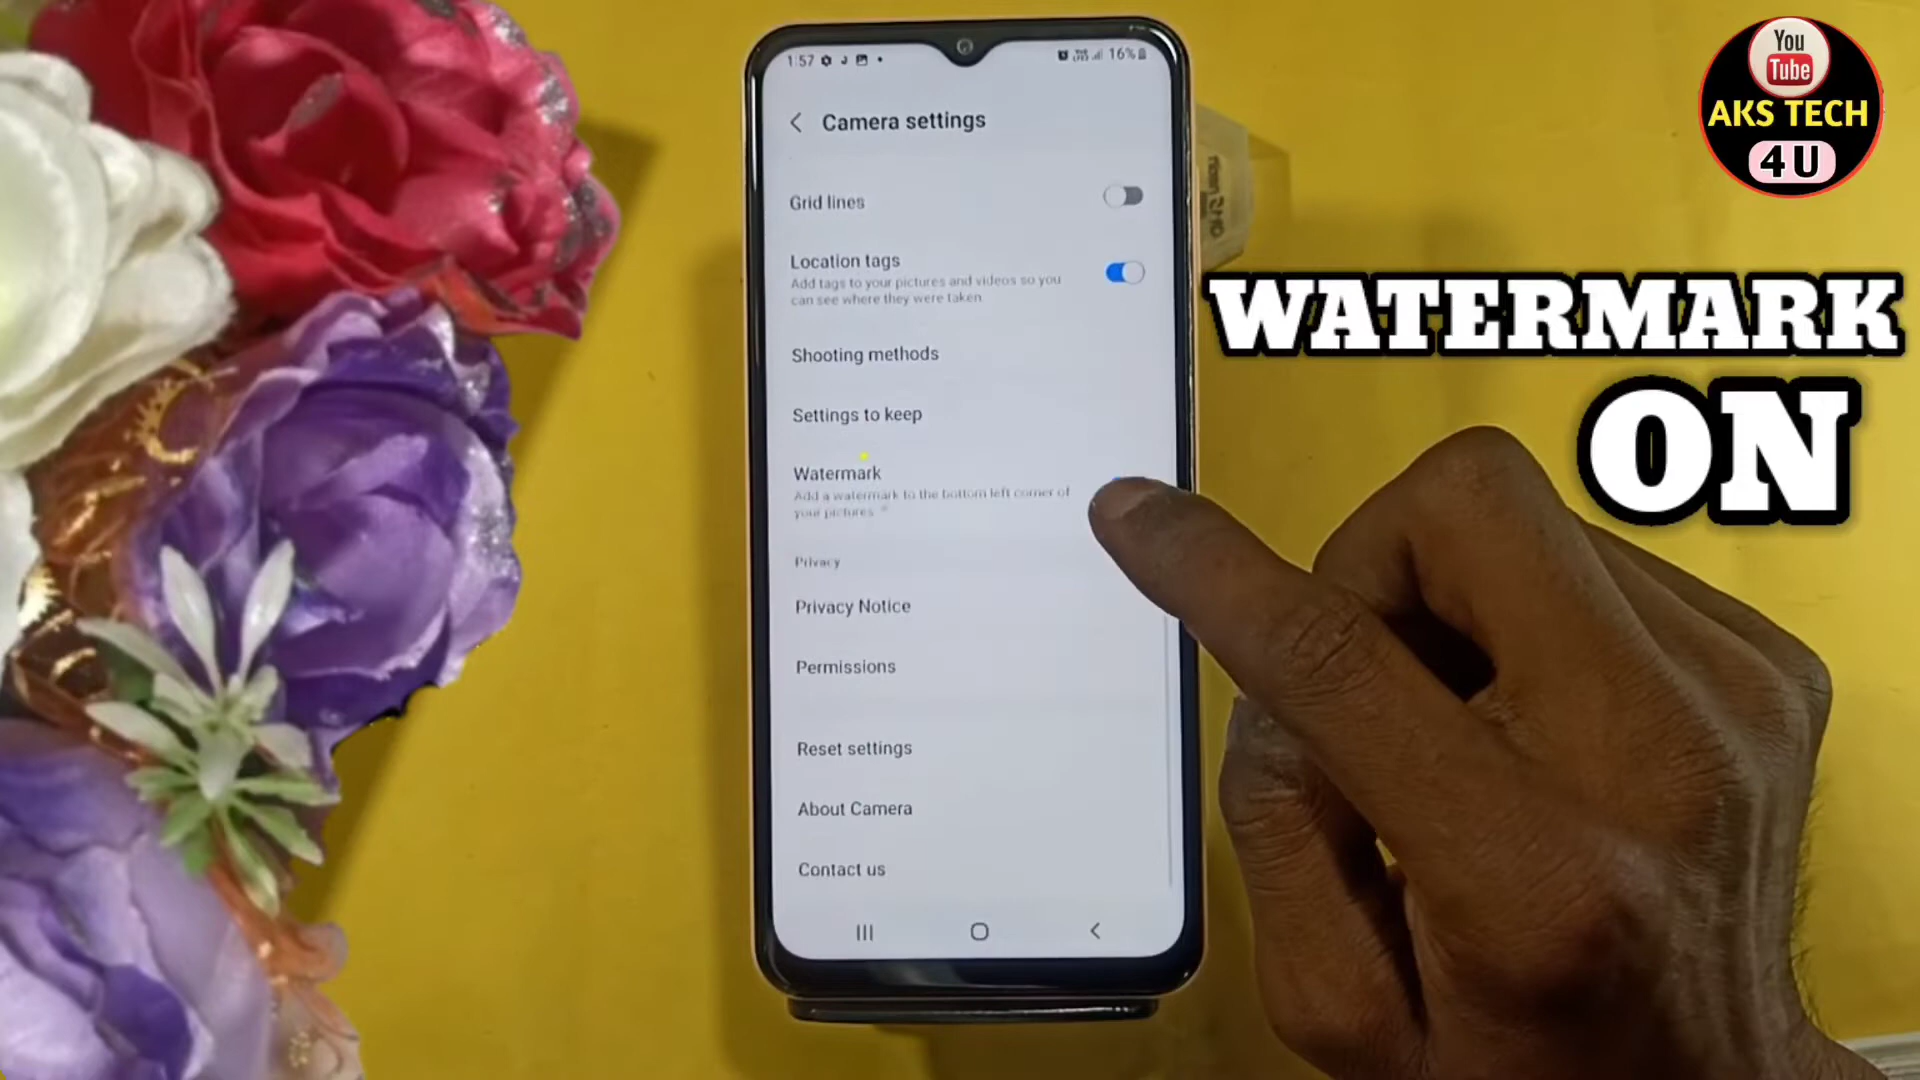 1:57
16%
Camera settings
Grid lines
Location tags
Add tags to your pictures and videos so you
can see where they were taken
Shooting methods
Settings to keep
Watermark
Add a watermark to the bottom left corner of
your pictures
Privacy
Privacy Notice
Permissions
Reset settings
About Camera
Contact us
You
Tube
AKS TECH
4U
WATERMARK
ON